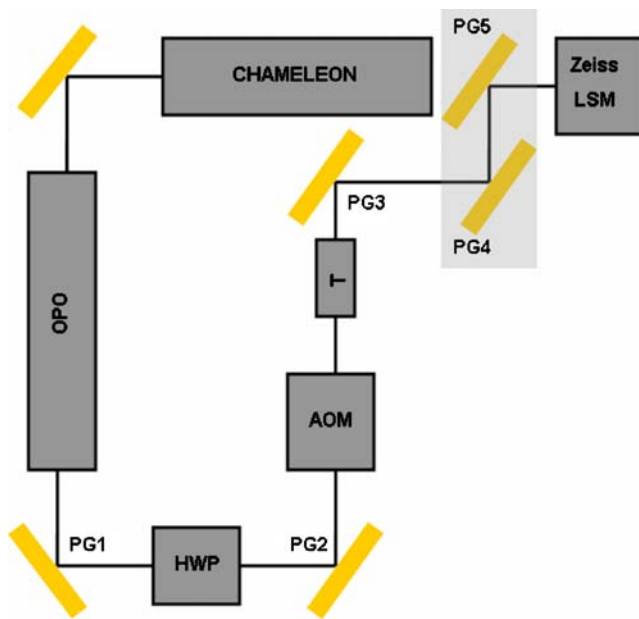 CHAMELEON
PG5
Zeiss
LSM
PG3
PG4
T
OPO
AOM
PG1
HWP
PG2